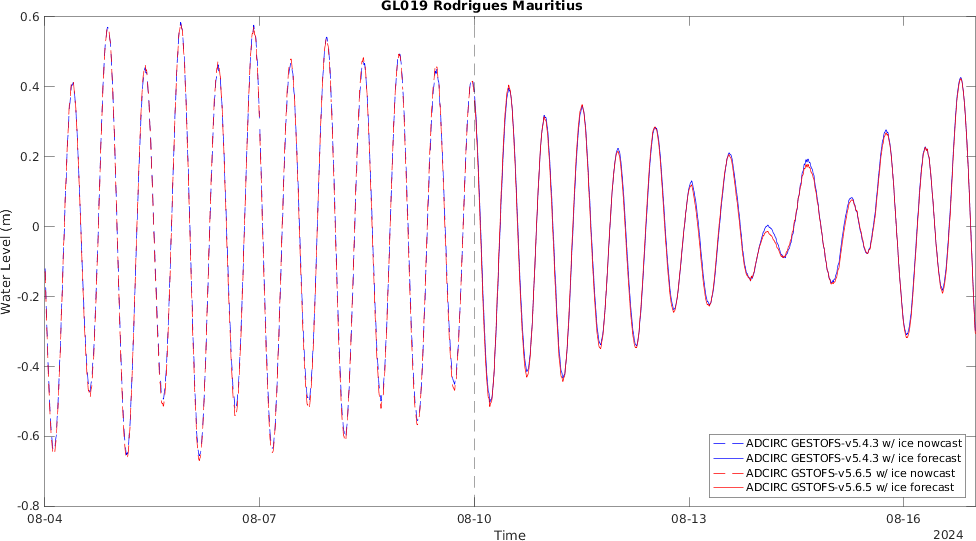 GL019 Rodrigues Mauritius
0.6
0.4
0.2
0
-0.2
-0.4
-0.6
-0.8
Water Level (m)
ADCIRC GESTOFS-v5.4.3 w/ ice nowcast
ADCIRC GESTOFS-v5.4.3 w/ ice forecast
ADCIRC GSTOFS-v5.6.5 w/ ice nowcast
ADCIRC GSTOFS-v5.6.5 w/ ice forecast
08-04 08-07 08-10 08-13 08-16
Time
2024